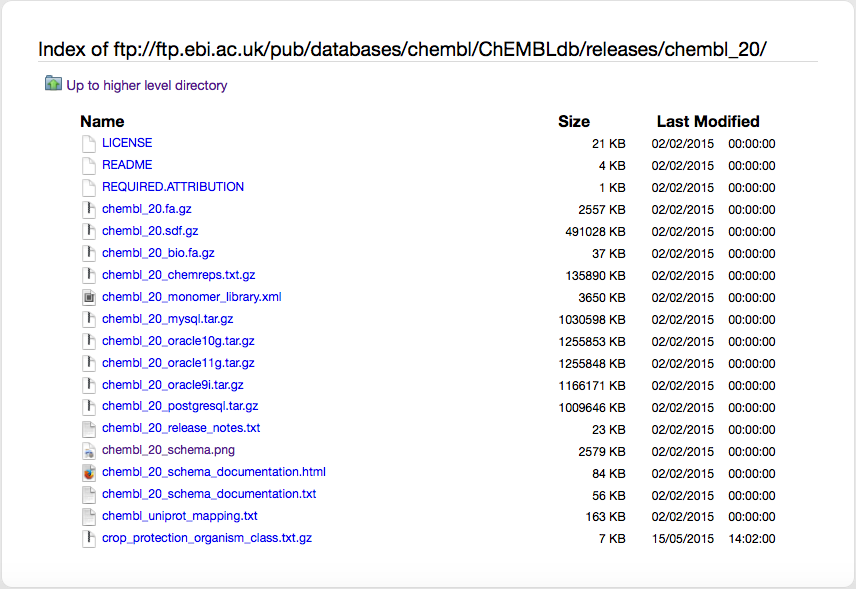 Index of ftp://ftp.ebi.ac.uk/pub/databases/chembl/ChEMBLdb/releases/chembl_20/
Up to higher level directory
Name Size Last Modified
LICENSE 21 KB 02/02/2015 00:00:00
README 4 KB 02/02/2015 00:00:00
REQUIRED.ATTRIBUTION 1 KB 02/02/2015 00:00:00
chembl_20.fa.gz 2557 KB 02/02/2015 00:00:00
chembl_20.sdf.gz 491028 KB 02/02/2015 00:00:00
chembl_20_bio.fa.gz 37 KB 02/02/2015 00:00:00
chembl_20_chemreps.txt.gz 135890 KB 02/02/2015 00:00:00
chembl_20_monomer_library.xml 3650 KB 02/02/2015 00:00:00
chembl_20_mysql.tar.gz 1030598 KB 02/02/2015 00:00:00
chembl_20_oracle10g.tar.gz 1255853 KB 02/02/2015 00:00:00
chembl_20_oracle11g.tar.gz 1255848 KB 02/02/2015 00:00:00
chembl_20_oracle9i.tar.gz 1166171 KB 02/02/2015 00:00:00
chembl_20_postgresql.tar.gz 1009646 KB 02/02/2015 00:00:00
chembl_20_release_notes.txt 23 KB 02/02/2015 00:00:00
chembl_20_schema.png 2579 KB 02/02/2015 00:00:00
chembl_20_schema_documentation.html 84 KB 02/02/2015 00:00:00
chembl_20_schema_documentation.txt 56 KB 02/02/2015 00:00:00
chembl_uniprot_mapping.txt 163 KB 02/02/2015 00:00:00
crop_protection_organism_class.txt.gz 7 KB 15/05/2015 14:02:00